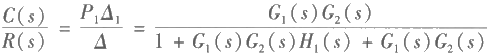 C(s)/R(s) = P₁Δ₁/Δ = G₁(s)G₂(s)/(1 + G₁(s)G₂(s)H₁(s) + G₁(s)G₂(s))